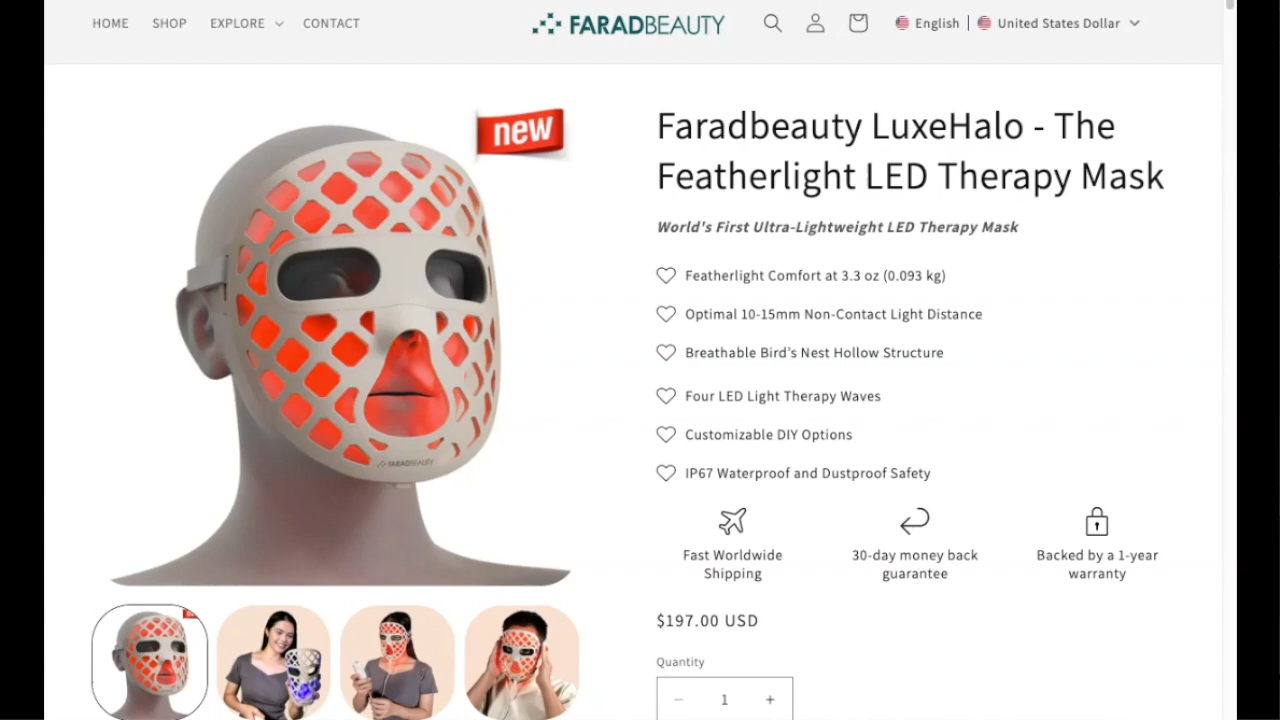 HOME SHOP EXPLORE CONTACT
FARADBEAUTY
English | United States Dollar
new
FARADBEAUTY
Faradbeauty LuxeHalo - The
Featherlight LED Therapy Mask
World's First Ultra-Lightweight LED Therapy Mask
Featherlight Comfort at 3.3 oz (0.093 kg)
Optimal 10-15mm Non-Contact Light Distance
Breathable Bird’s Nest Hollow Structure
Four LED Light Therapy Waves
Customizable DIY Options
IP67 Waterproof and Dustproof Safety
Fast Worldwide
Shipping
30-day money back
guarantee
Backed by a 1-year
warranty
$197.00 USD
Quantity
− 1 +